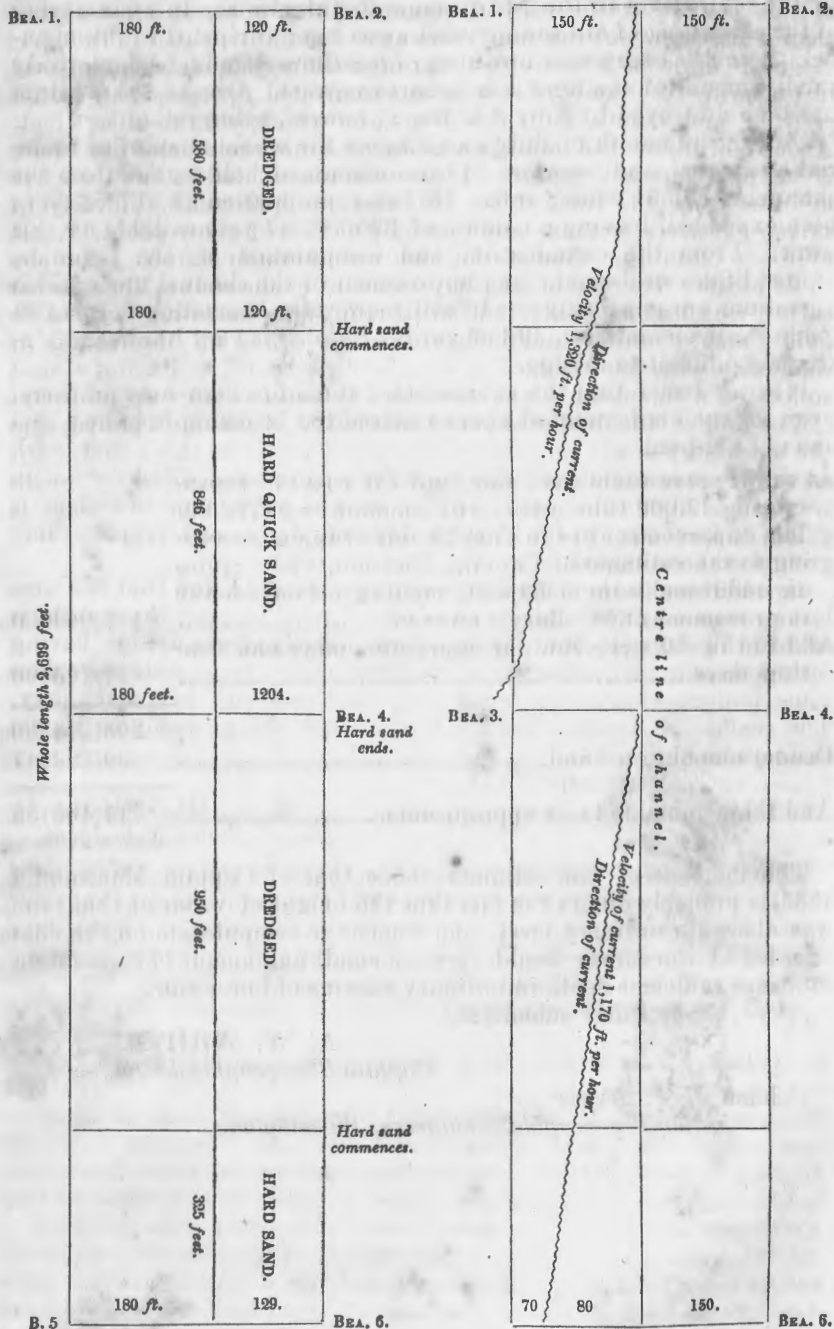 BEA. 1.
180 ft.
120 ft.
BEA. 2.
500 feet.
DREDGED.
180.
120 ft.
Hard sand
commences.
846 feet.
HARD QUICK SAND.
Whole length 2,699 feet.
180 feet.
1204.
BEA. 4.
Hard sand
ends.
950 feet.
DREDGED.
Hard sand
commences.
395 feet.
HARD SAND.
B. 5
180 ft.
129.
BEA. 6.
BEA. 1.
150 ft.
150 ft.
BEA. 2.
Velocity 1,320 ft. per hour.
Direction of current.
Centre line of channel.
BEA. 3.
BEA. 4.
Velocity of current 1,170 ft. per hour.
Direction of current.
70
80
150.
BEA. 6.